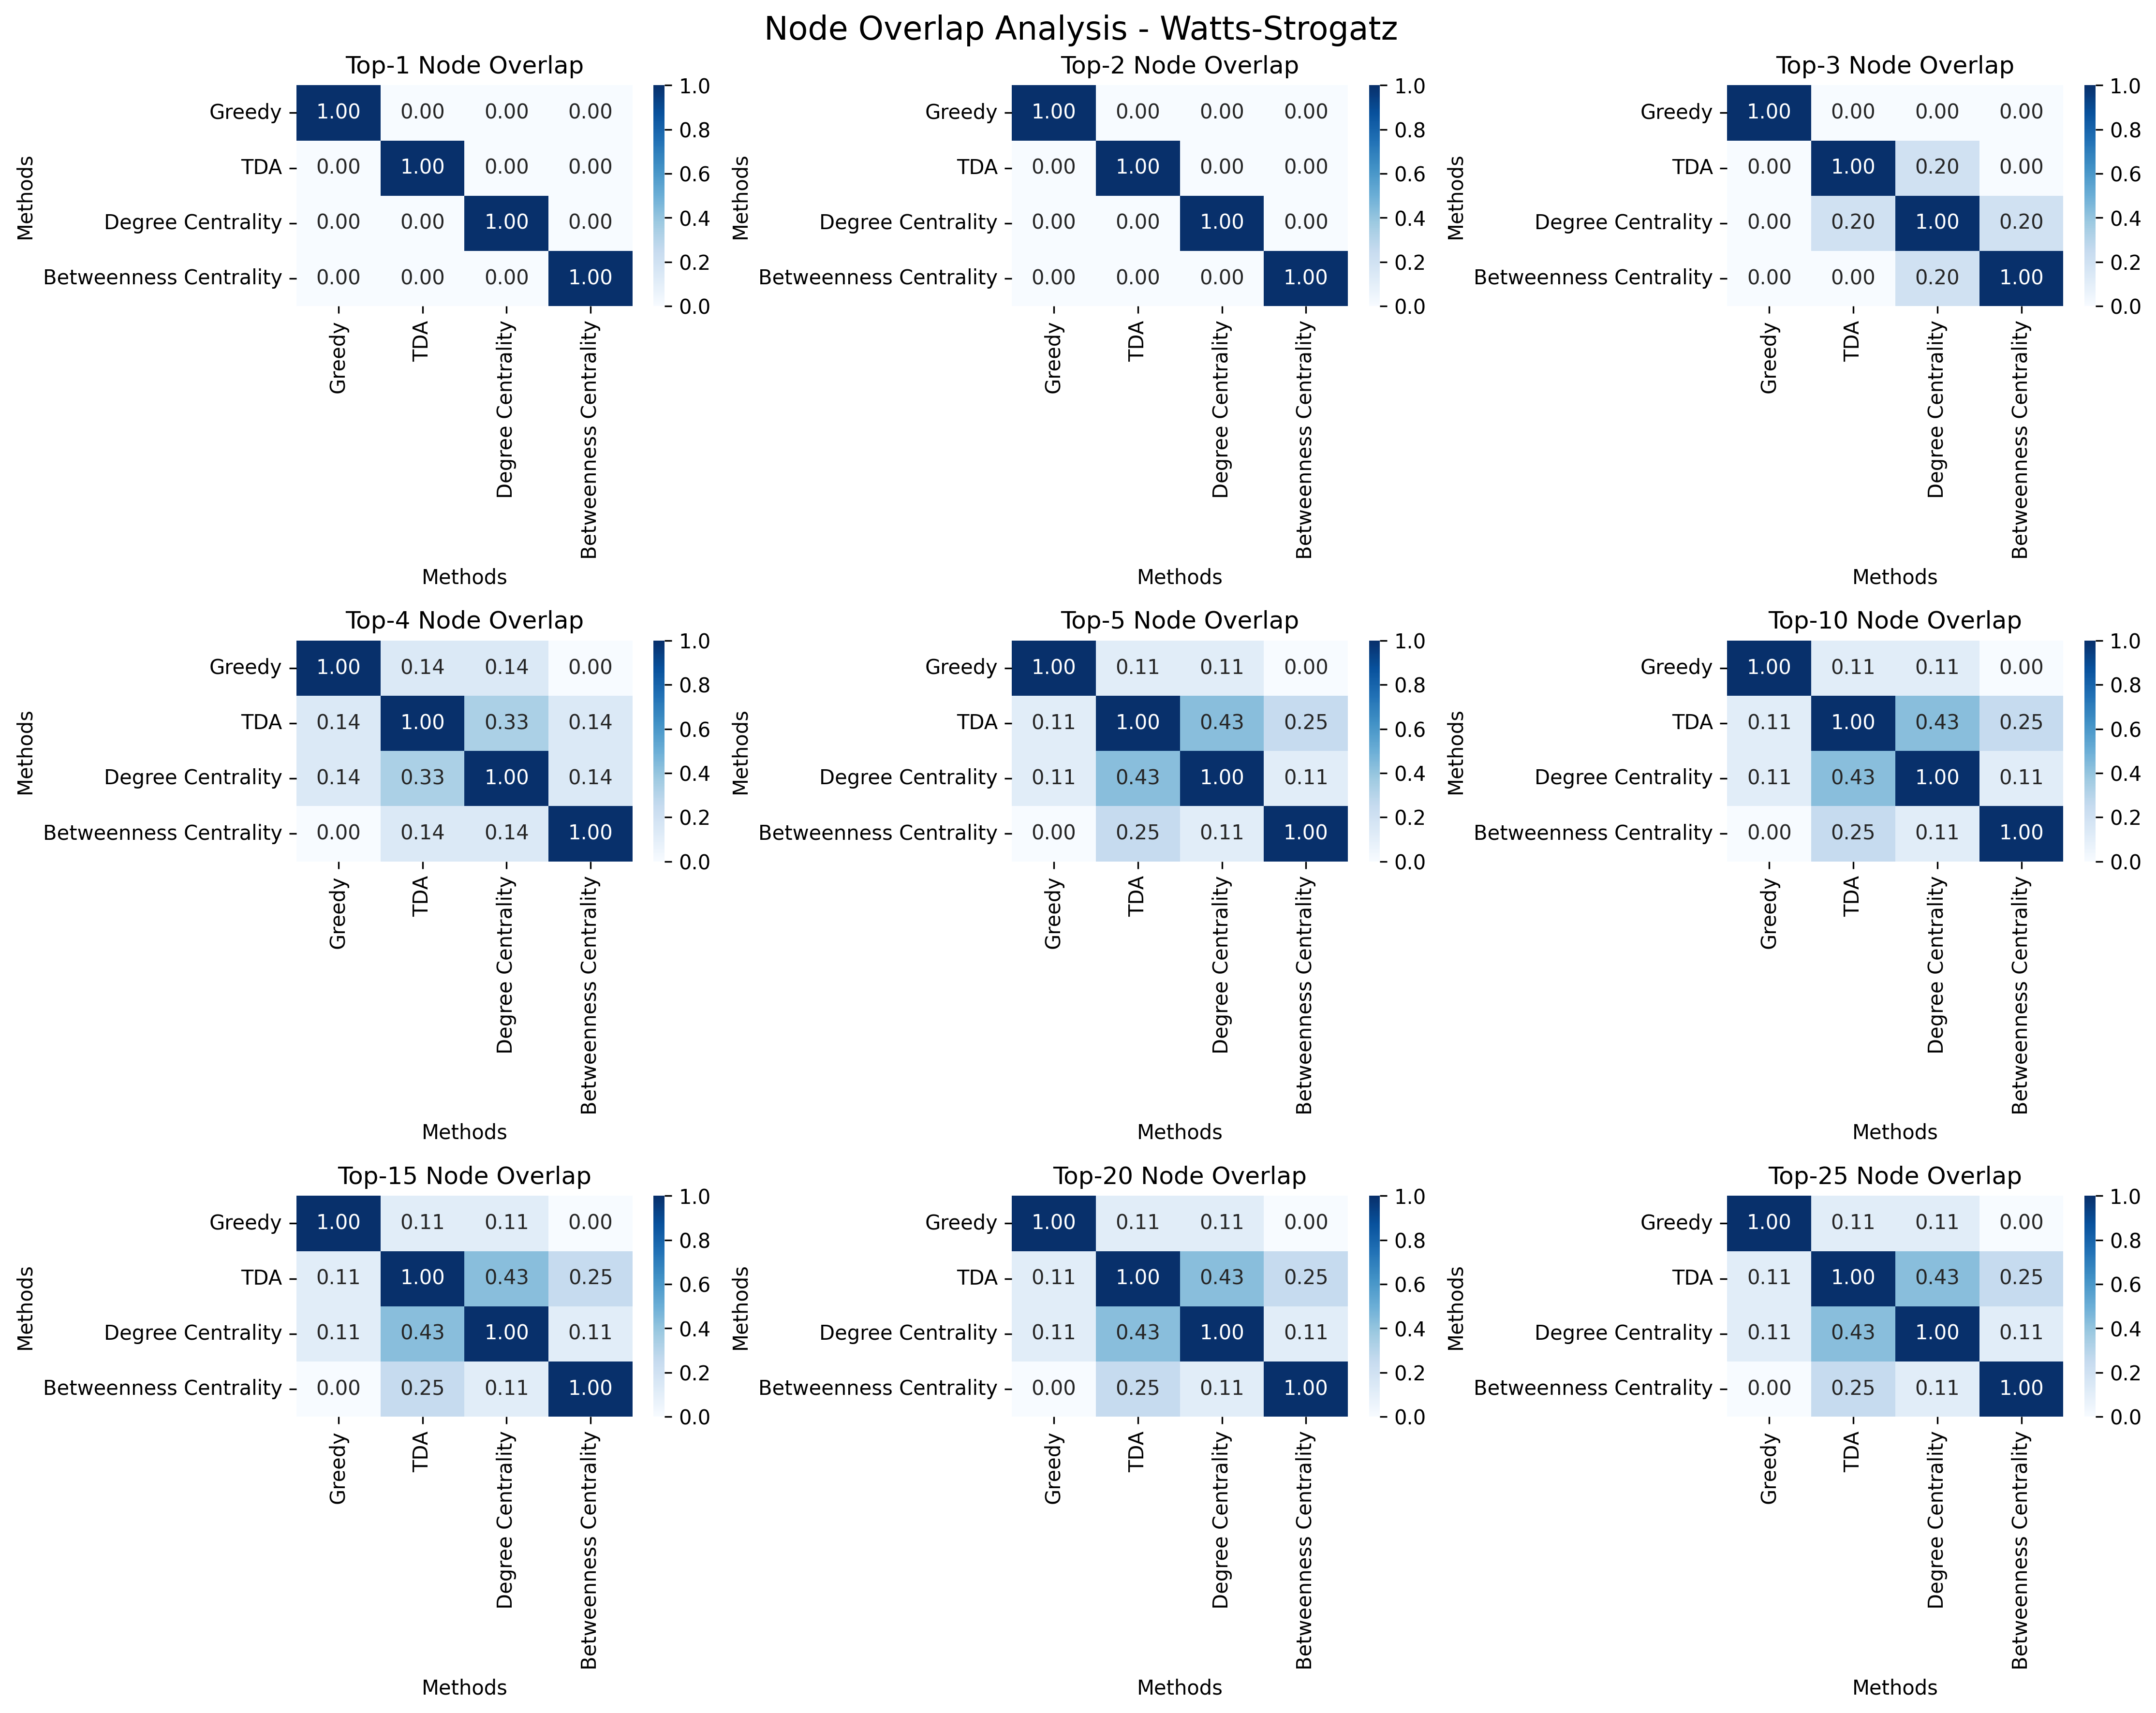 Node Overlap Analysis - Watts-Strogatz
Top-1 Node Overlap
Methods
Greedy 1.00 0.00 0.00 0.00
TDA 0.00 1.00 0.00 0.00
Degree Centrality 0.00 0.00 1.00 0.00
Betweenness Centrality 0.00 0.00 0.00 1.00
1.0
0.8
0.6
0.4
0.2
0.0
Greedy
TDA
Degree Centrality
Betweenness Centrality
Methods
Top-2 Node Overlap
Methods
Greedy 1.00 0.00 0.00 0.00
TDA 0.00 1.00 0.00 0.00
Degree Centrality 0.00 0.00 1.00 0.00
Betweenness Centrality 0.00 0.00 0.00 1.00
1.0
0.8
0.6
0.4
0.2
0.0
Greedy
TDA
Degree Centrality
Betweenness Centrality
Methods
Top-3 Node Overlap
Methods
Greedy 1.00 0.00 0.00 0.00
TDA 0.00 1.00 0.20 0.00
Degree Centrality 0.00 0.20 1.00 0.20
Betweenness Centrality 0.00 0.00 0.20 1.00
1.0
0.8
0.6
0.4
0.2
0.0
Greedy
TDA
Degree Centrality
Betweenness Centrality
Methods
Top-4 Node Overlap
Methods
Greedy 1.00 0.14 0.14 0.00
TDA 0.14 1.00 0.33 0.14
Degree Centrality 0.14 0.33 1.00 0.14
Betweenness Centrality 0.00 0.14 0.14 1.00
1.0
0.8
0.6
0.4
0.2
0.0
Greedy
TDA
Degree Centrality
Betweenness Centrality
Methods
Top-5 Node Overlap
Methods
Greedy 1.00 0.11 0.11 0.00
TDA 0.11 1.00 0.43 0.25
Degree Centrality 0.11 0.43 1.00 0.11
Betweenness Centrality 0.00 0.25 0.11 1.00
1.0
0.8
0.6
0.4
0.2
0.0
Greedy
TDA
Degree Centrality
Betweenness Centrality
Methods
Top-10 Node Overlap
Methods
Greedy 1.00 0.11 0.11 0.00
TDA 0.11 1.00 0.43 0.25
Degree Centrality 0.11 0.43 1.00 0.11
Betweenness Centrality 0.00 0.25 0.11 1.00
1.0
0.8
0.6
0.4
0.2
0.0
Greedy
TDA
Degree Centrality
Betweenness Centrality
Methods
Top-15 Node Overlap
Methods
Greedy 1.00 0.11 0.11 0.00
TDA 0.11 1.00 0.43 0.25
Degree Centrality 0.11 0.43 1.00 0.11
Betweenness Centrality 0.00 0.25 0.11 1.00
1.0
0.8
0.6
0.4
0.2
0.0
Greedy
TDA
Degree Centrality
Betweenness Centrality
Methods
Top-20 Node Overlap
Methods
Greedy 1.00 0.11 0.11 0.00
TDA 0.11 1.00 0.43 0.25
Degree Centrality 0.11 0.43 1.00 0.11
Betweenness Centrality 0.00 0.25 0.11 1.00
1.0
0.8
0.6
0.4
0.2
0.0
Greedy
TDA
Degree Centrality
Betweenness Centrality
Methods
Top-25 Node Overlap
Methods
Greedy 1.00 0.11 0.11 0.00
TDA 0.11 1.00 0.43 0.25
Degree Centrality 0.11 0.43 1.00 0.11
Betweenness Centrality 0.00 0.25 0.11 1.00
1.0
0.8
0.6
0.4
0.2
0.0
Greedy
TDA
Degree Centrality
Betweenness Centrality
Methods